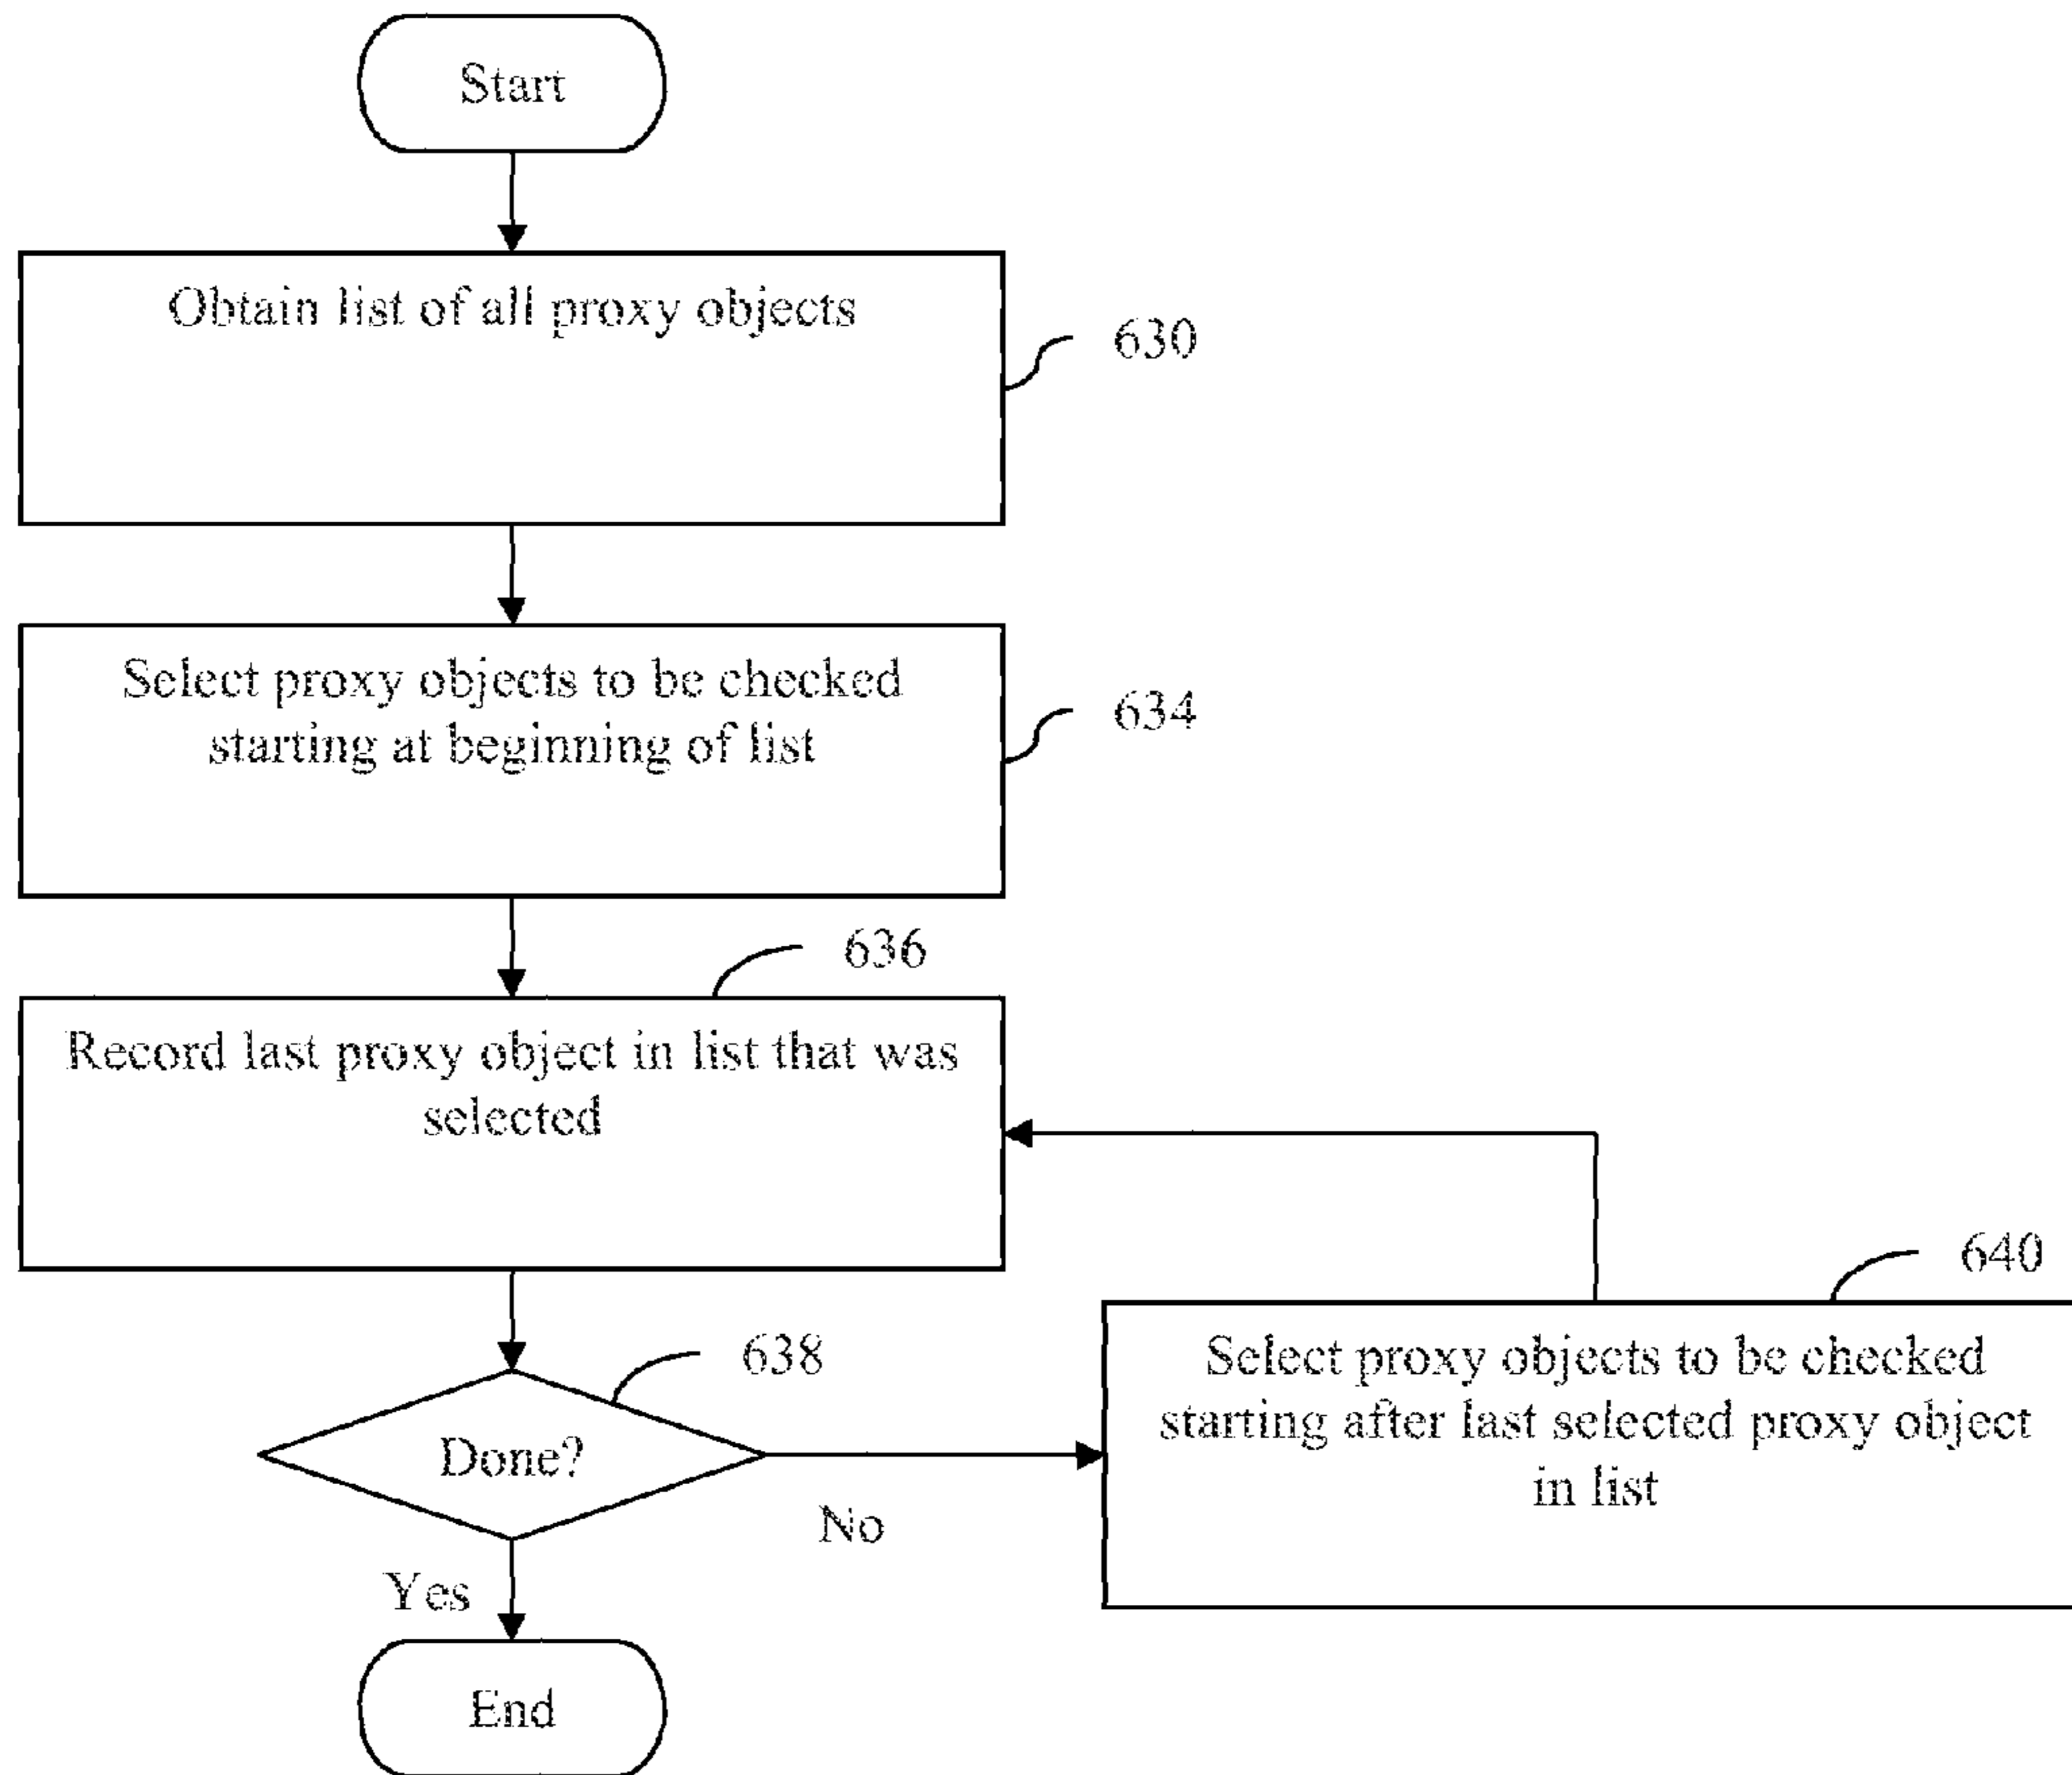 Start
Obtain list of all proxy objects
630
Select proxy objects to be checked
starting at beginning of list
634
636
Record last proxy object in list that was
selected
638
Done?
No
Yes
640
Select proxy objects to be checked
starting after last selected proxy object
in list
End